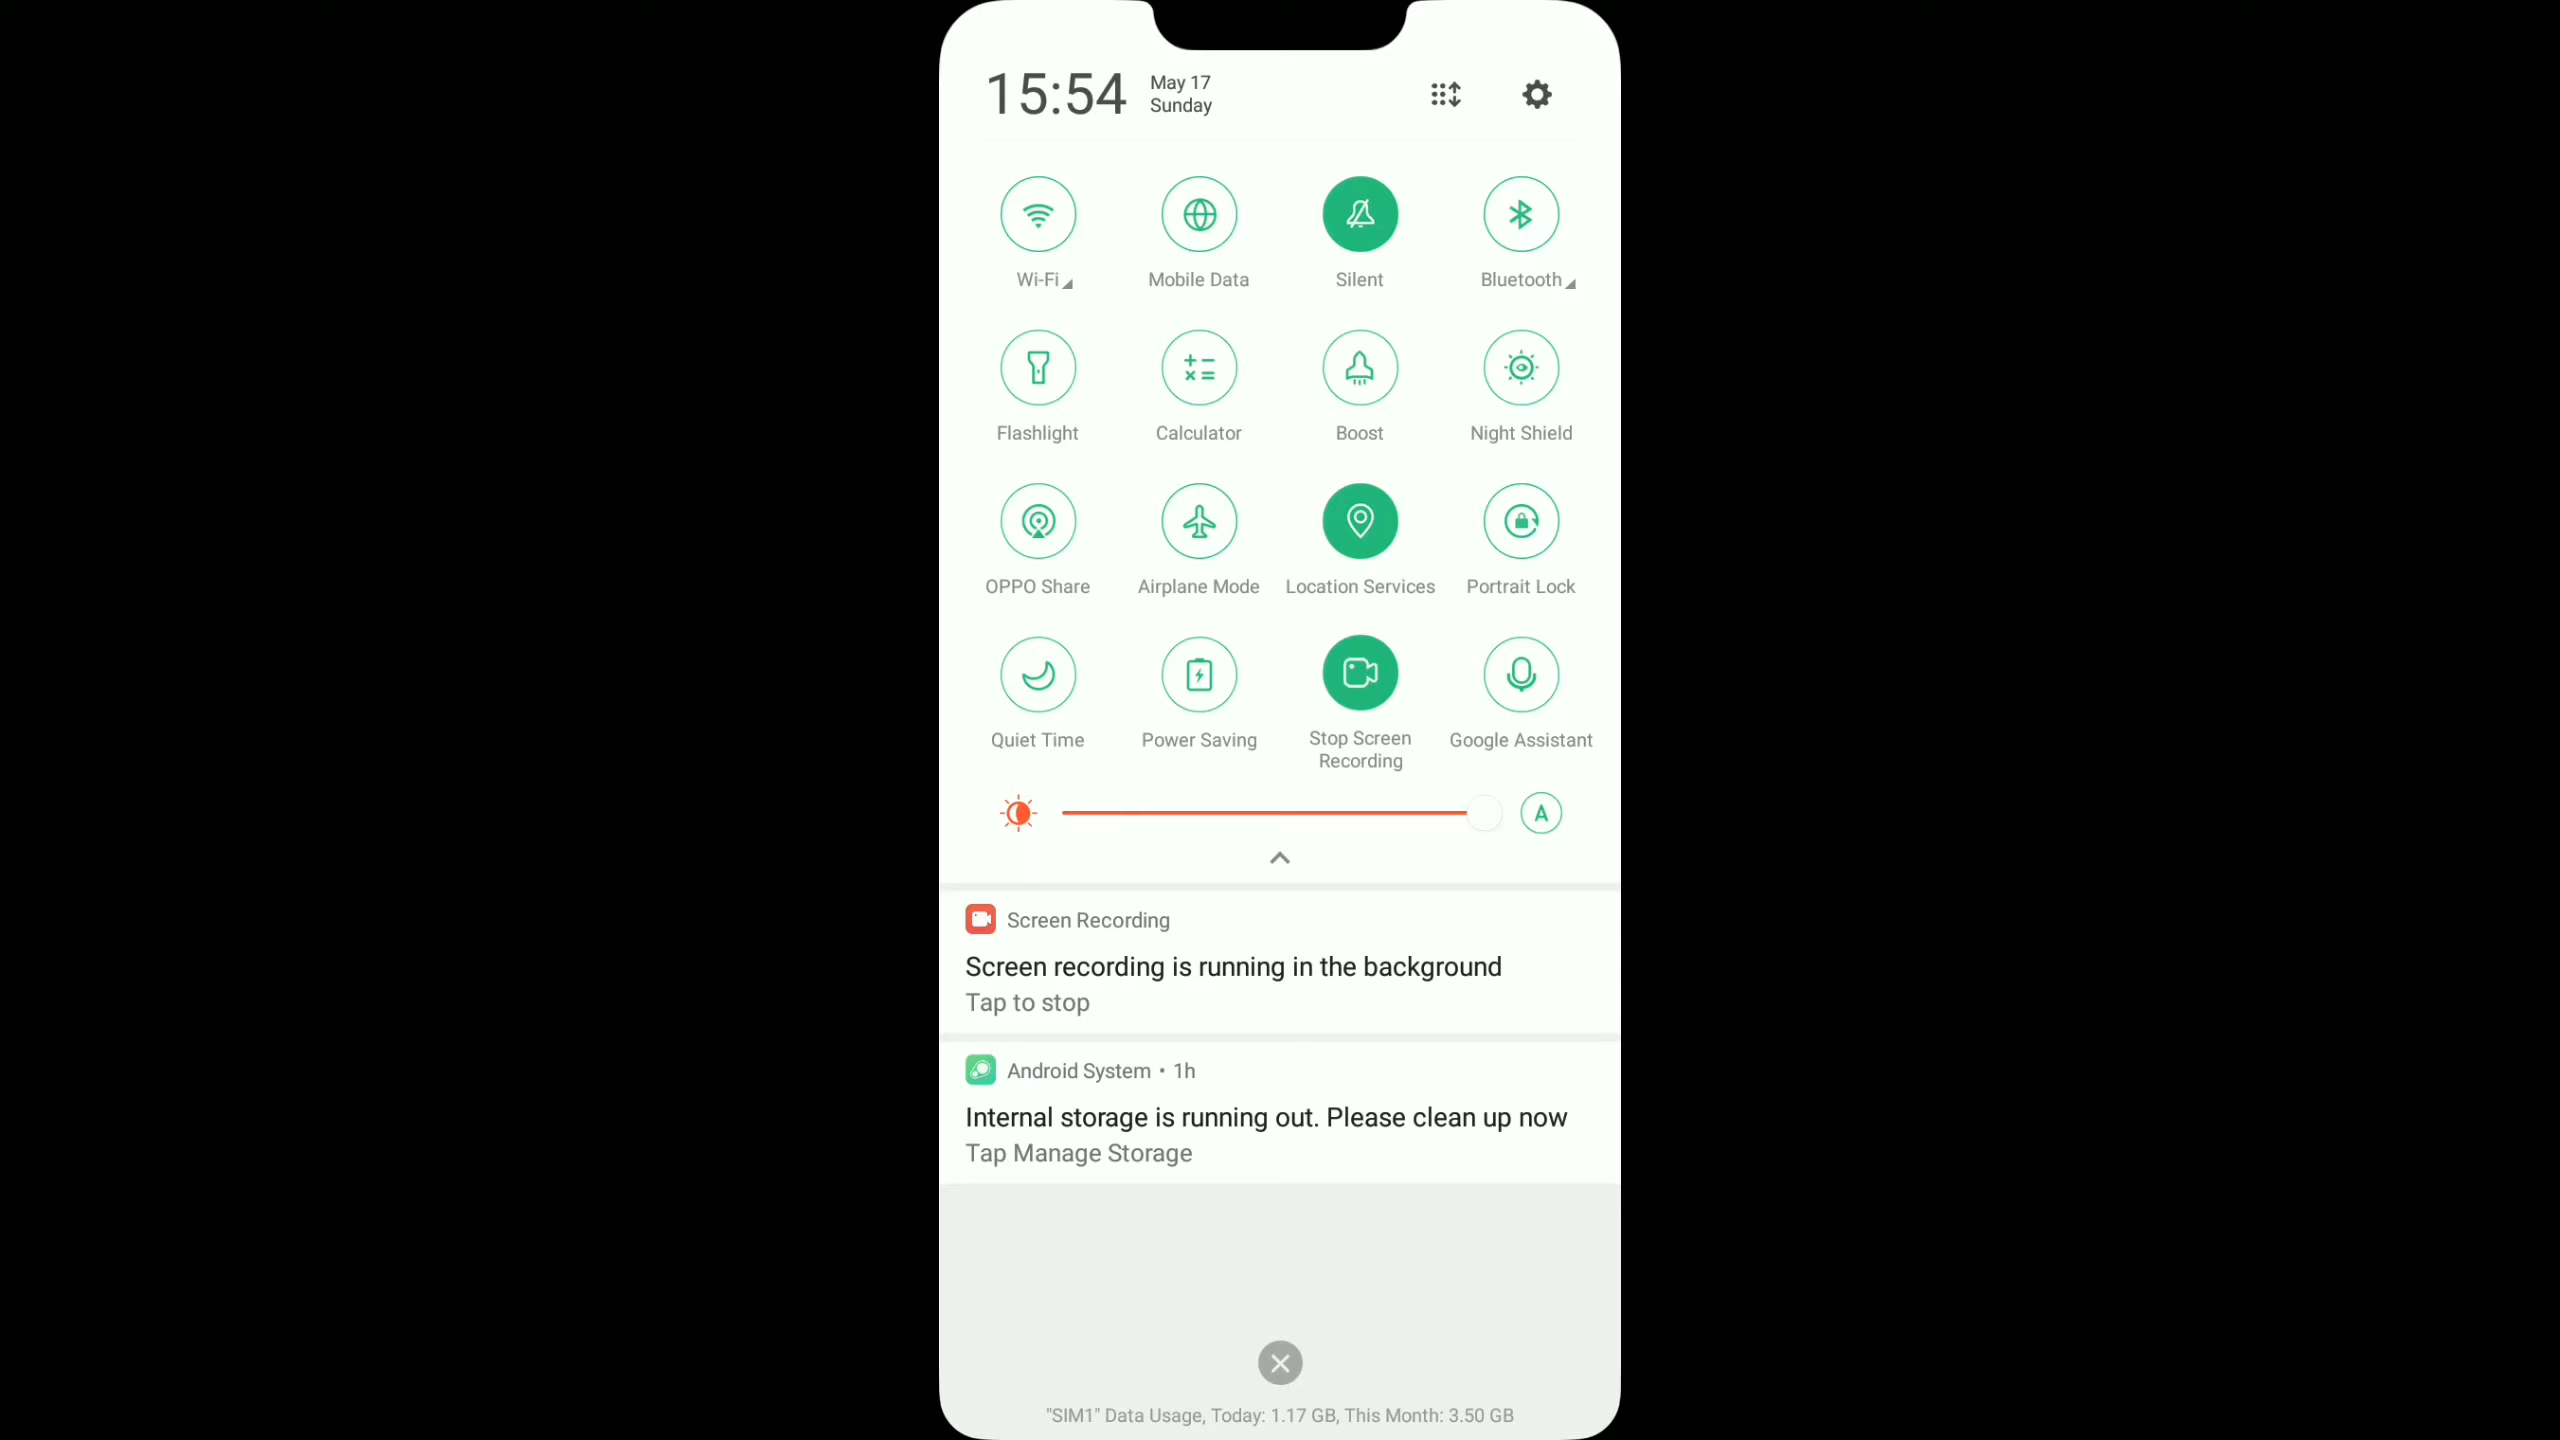 15:54
May 17
Sunday
Wi-Fi
Mobile Data
Silent
Bluetooth
Flashlight
Calculator
Boost
Night Shield
OPPO Share
Airplane Mode
Location Services
Portrait Lock
Quiet Time
Power Saving
Stop Screen
Recording
Google Assistant
A
Screen Recording
Screen recording is running in the background
Tap to stop
Android System • 1h
Internal storage is running out. Please clean up now
Tap Manage Storage
"SIM1" Data Usage, Today: 1.17 GB, This Month: 3.50 GB